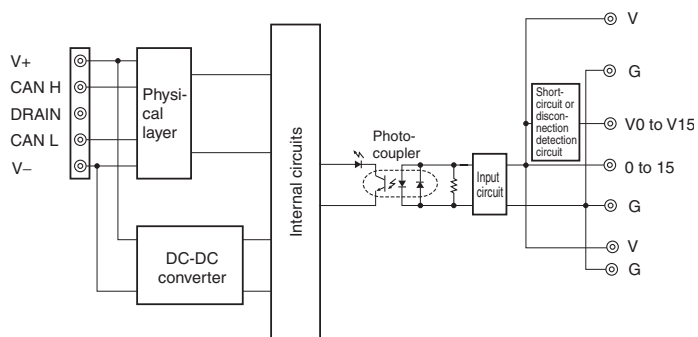 V+
CAN H
DRAIN
CAN L
V−
Physi-
cal
layer
DC-DC
converter
Internal circuits
Photo-
coupler
Input
circuit
Short-
circuit or
discon-
nection
detection
circuit
V
G
V0 to V15
0 to 15
G
V
G